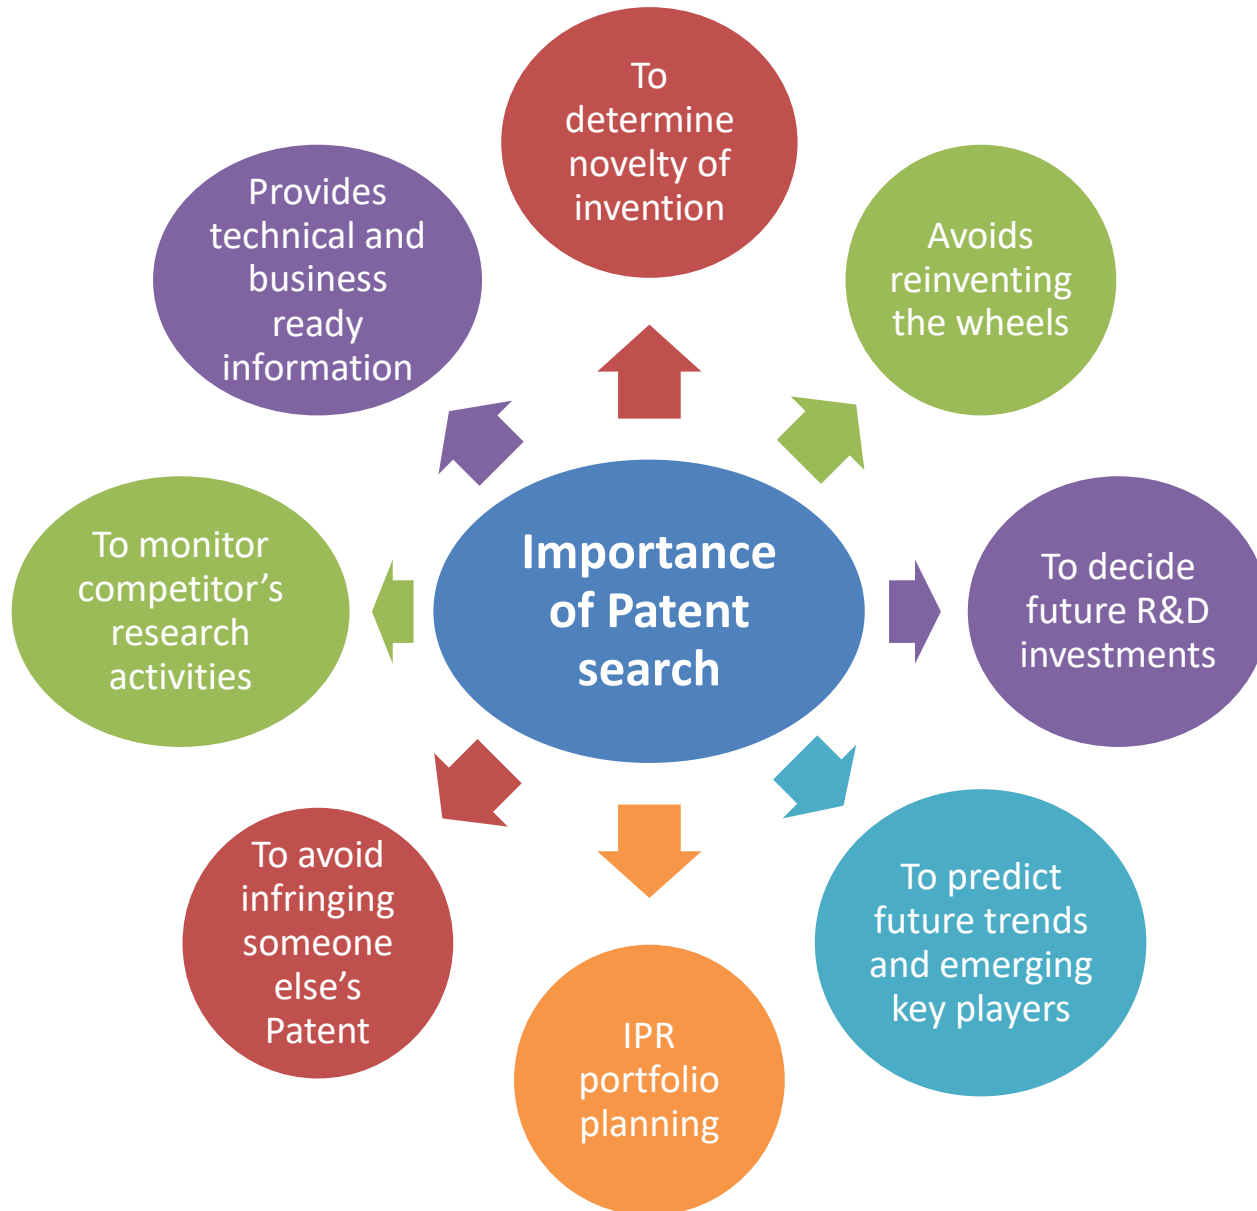 To
determine
novelty of
invention
Avoids
reinventing
the wheels
To decide
future R&D
investments
To predict
future trends
and emerging
key players
IPR
portfolio
planning
To avoid
infringing
someone
else’s
Patent
To monitor
competitor’s
research
activities
Provides
technical and
business
ready
information
Importance
of Patent
search